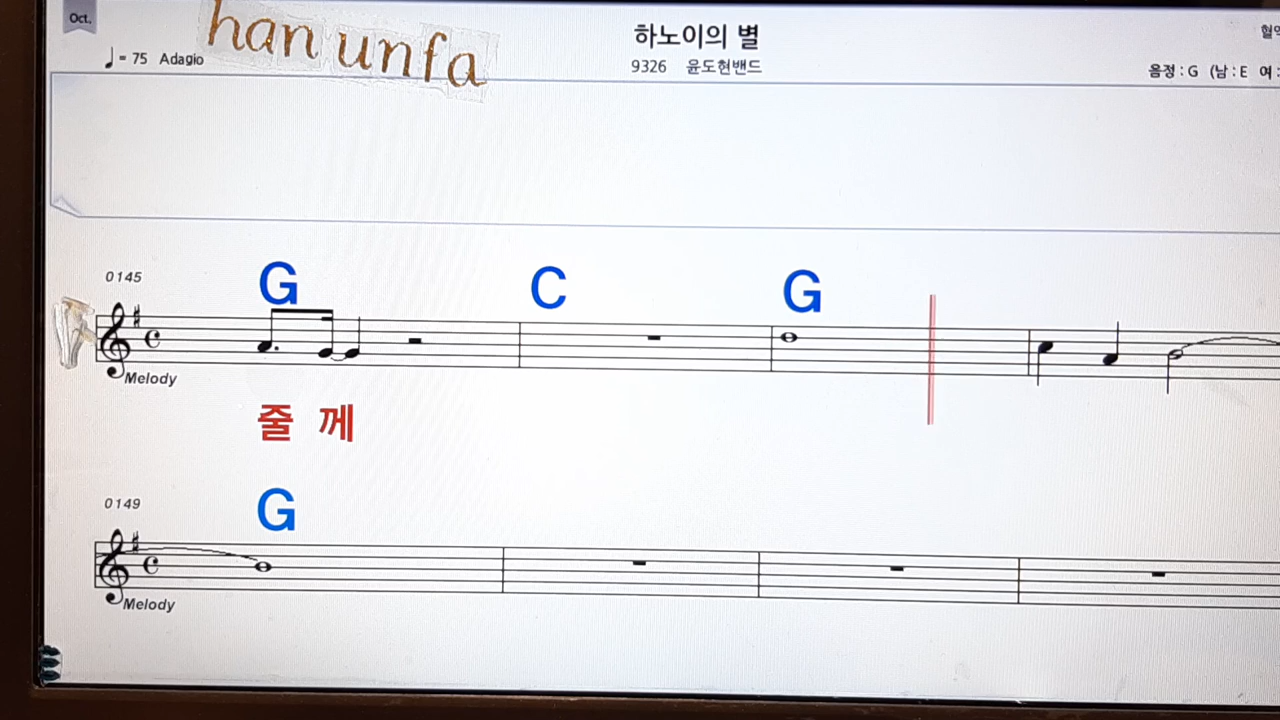 Oct.
han unfa
하노이의 별
♩= 75 Adagio
9326 윤도현밴드
음정 : G (남 : E 여 :
0145
G C G
Melody
줄 께
0149
G
Melody